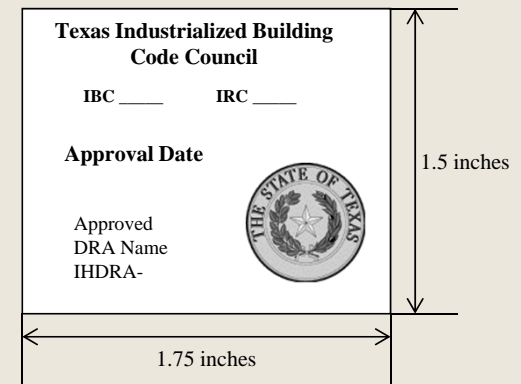 Texas Industrialized Building
Code Council
IBC _____ IRC _____
Approval Date
THE STATE OF TEXAS
Approved
DRA Name
IHDRA-
1.5 inches
1.75 inches